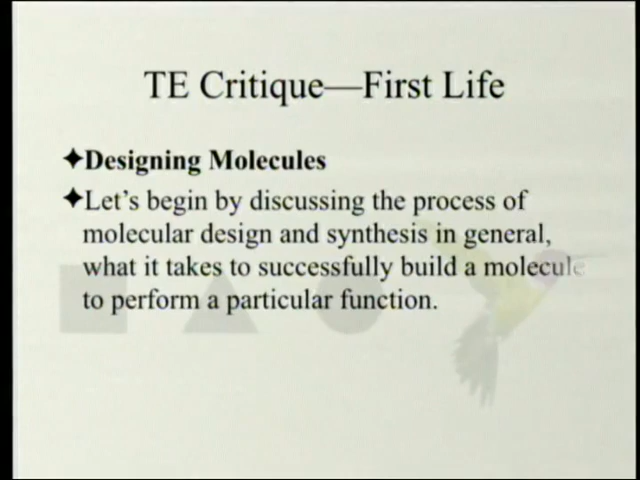 TE Critique—First Life
✦Designing Molecules
✦Let's begin by discussing the process of
molecular design and synthesis in general,
what it takes to successfully build a molecule
to perform a particular function.